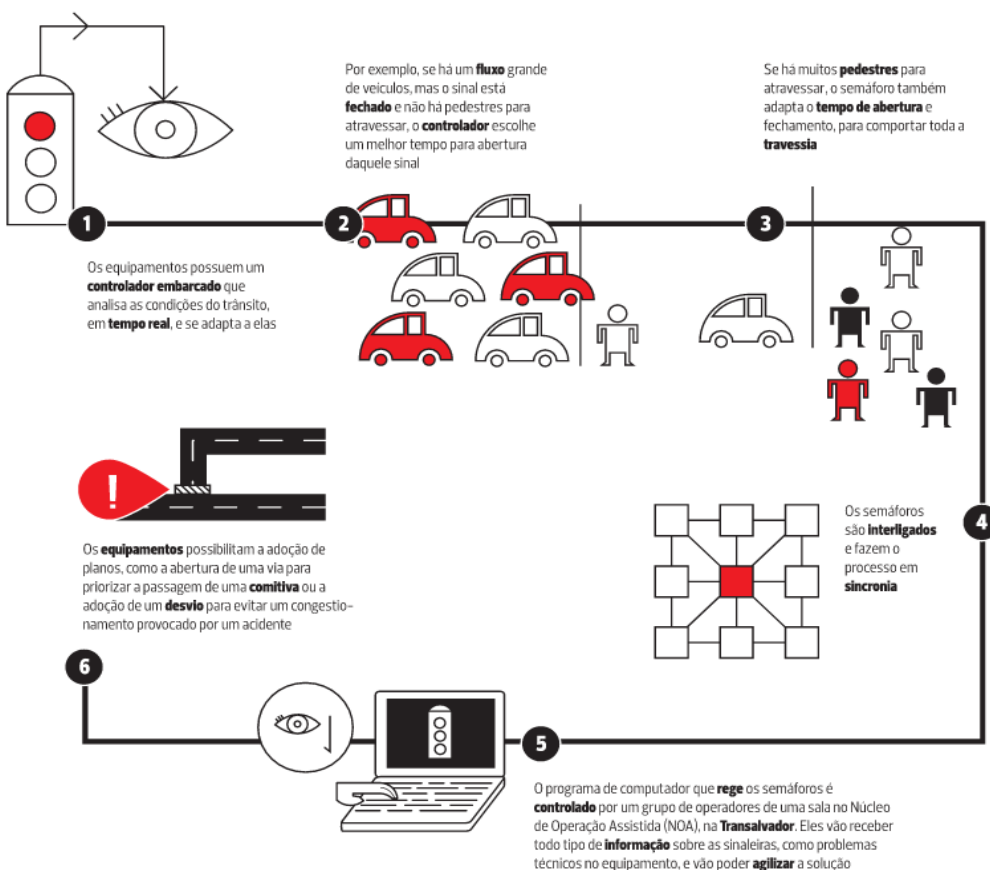 1
Os equipamentos possuem um
controlador embarcado que
analisa as condições do trânsito,
em tempo real, e se adapta a elas
2
Por exemplo, se há um fluxo grande
de veículos, mas o sinal está
fechado e não há pedestres para
atravessar, o controlador escolhe
um melhor tempo para abertura
daquele sinal
3
Se há muitos pedestres para
atravessar, o semáforo também
adapta o tempo de abertura e
fechamento, para comportar toda a
travessia
4
Os semáforos
são interligados
e fazem o
processo em
sincronia
5
O programa de computador que rege os semáforos é
controlado por um grupo de operadores de uma sala no Núcleo
de Operação Assistida (NOA), na Transalvador. Eles vão receber
todo tipo de informação sobre as sinaleiras, como problemas
técnicos no equipamento, e vão poder agilizar a solução
6
!
Os equipamentos possibilitam a adoção de
planos, como a abertura de uma via para
priorizar a passagem de uma comitiva ou a
adoção de um desvio para evitar um congestio-
namento provocado por um acidente